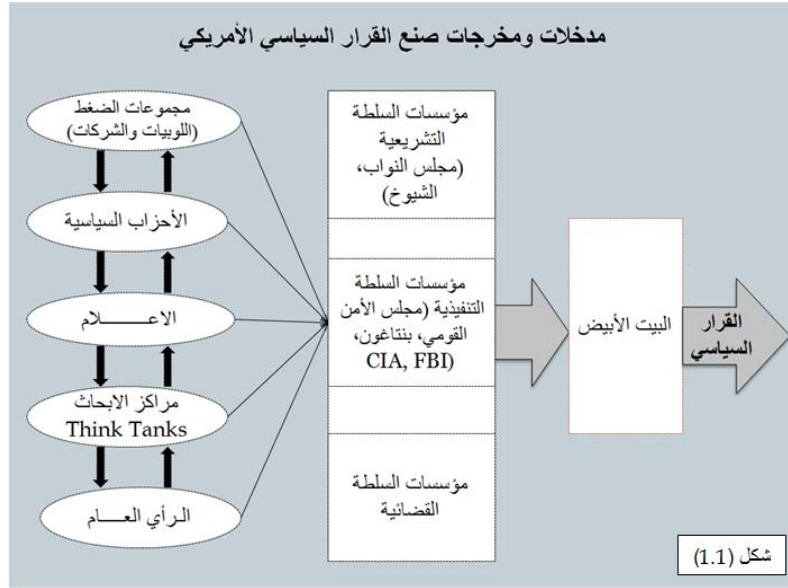 مدخلات ومخرجات صنع القرار السياسي الأمريكي
مجموعات الضغط
(اللوبيات والشركات)
الأحزاب السياسية
الاعـــــــــلام
مراكز الابحاث
Think Tanks
الـرأي العـــــام
مؤسسات السلطة
التشريعية
(مجلس النواب،
الشيوخ)
مؤسسات السلطة
التنفيذية (مجلس الأمن
القومي، بنتاغون،
CIA, FBI)
مؤسسات السلطة
القضائية
البيت الأبيض
القرار
السياسي
شكل (1.1)